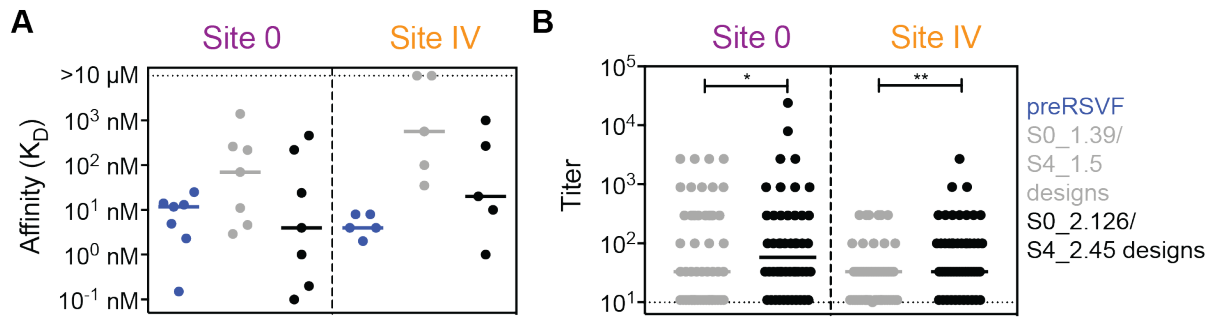 A
Site 0
Site IV
>10 µM
10³ nM
10² nM
10¹ nM
10⁰ nM
10⁻¹ nM
Affinity (K_D)
B
Site 0
Site IV
10⁵
10⁴
10³
10²
10¹
Titer
*
**
preRSVF
S0_1.39/
S4_1.5
designs
S0_2.126/
S4_2.45 designs